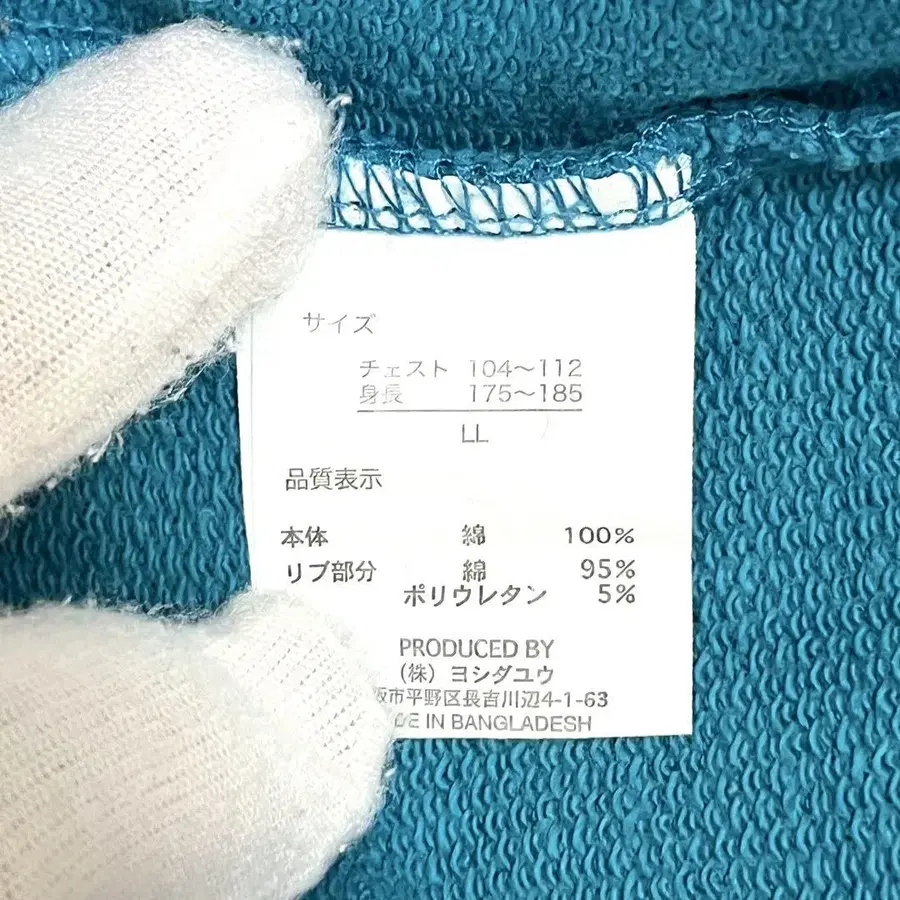 サイズ
チェスト 104～112
身長 175～185
LL
品質表示
本体 綿 100%
リブ部分 綿 95%
ポリウレタン 5%
PRODUCED BY
(株) ヨシダユウ
阪市平野区長吉川辺4-1-63
DE IN BANGLADESH